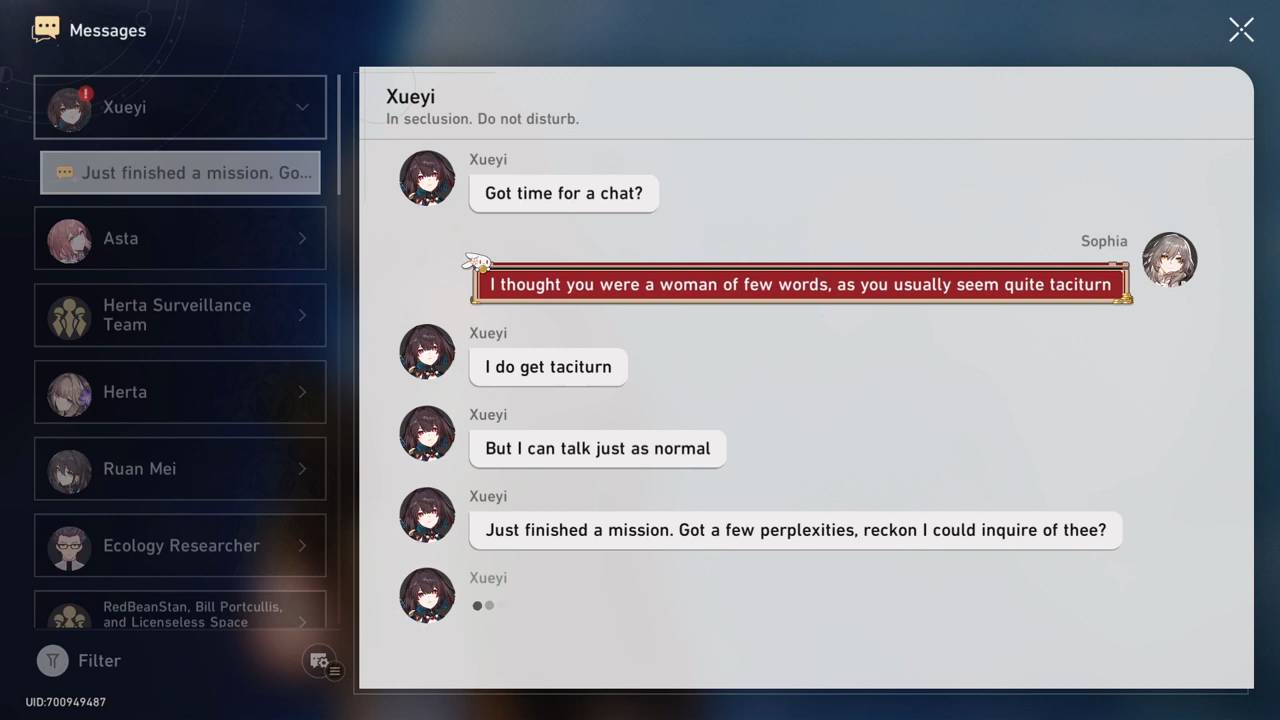 Messages
Xueyi
Just finished a mission. Go...
Asta
Herta Surveillance
Team
Herta
Ruan Mei
Ecology Researcher
RedBeanStan, Bill Portcullis,
and Licenseless Space
Filter
UID:700949487
Xueyi
In seclusion. Do not disturb.
Xueyi
Got time for a chat?
Sophia
I thought you were a woman of few words, as you usually seem quite taciturn
Xueyi
I do get taciturn
Xueyi
But I can talk just as normal
Xueyi
Just finished a mission. Got a few perplexities, reckon I could inquire of thee?
Xueyi